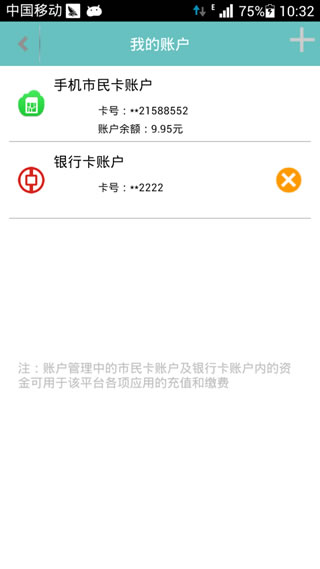 中国移动 E 75% 10:32
我的账户
手机市民卡账户
卡号：**21588552
账户余额：9.95元
银行卡账户
卡号：**2222
注：账户管理中的市民卡账户及银行卡账户内的资
金可用于该平台各项应用的充值和缴费